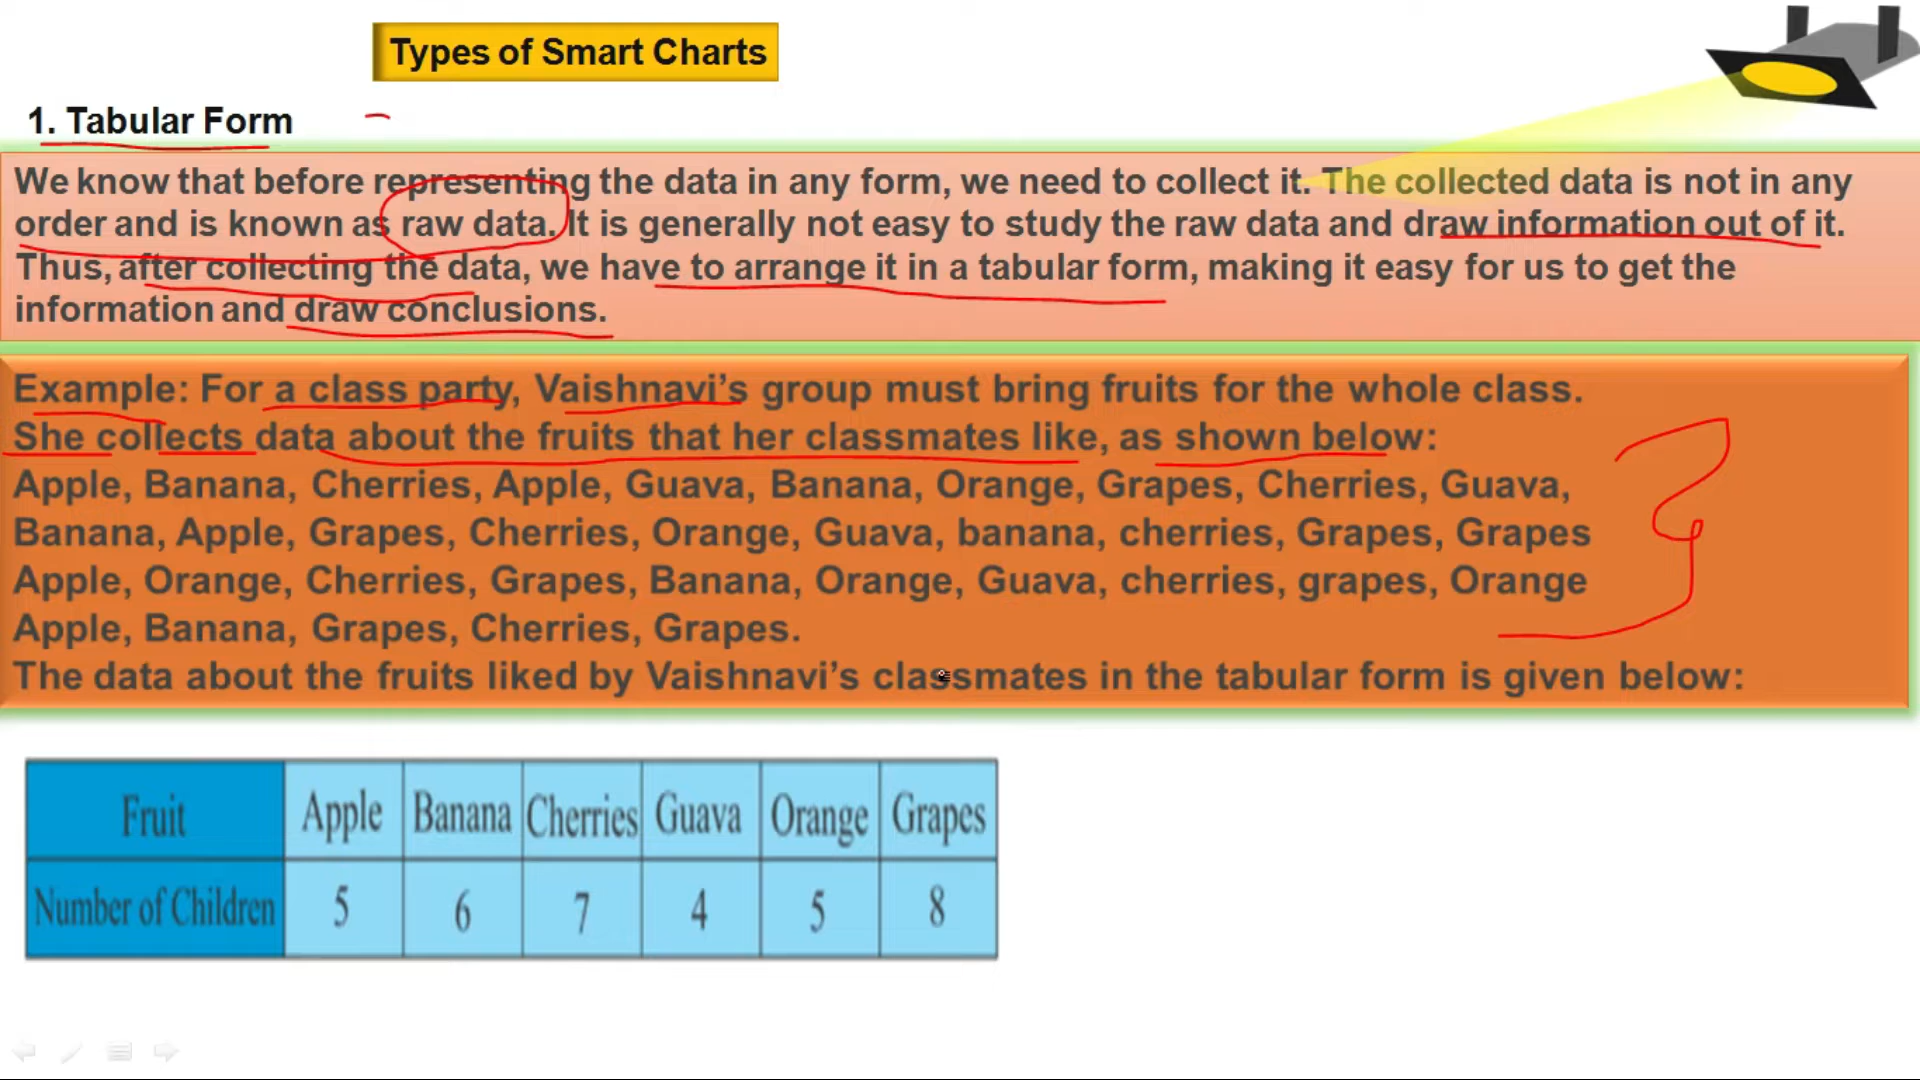 Types of Smart Charts
1. Tabular Form
We know that before representing the data in any form, we need to collect it. The collected data is not in any
order and is known as raw data. It is generally not easy to study the raw data and draw information out of it.
Thus, after collecting the data, we have to arrange it in a tabular form, making it easy for us to get the
information and draw conclusions.
Example: For a class party, Vaishnavi’s group must bring fruits for the whole class.
She collects data about the fruits that her classmates like, as shown below:
Apple, Banana, Cherries, Apple, Guava, Banana, Orange, Grapes, Cherries, Guava,
Banana, Apple, Grapes, Cherries, Orange, Guava, banana, cherries, Grapes, Grapes
Apple, Orange, Cherries, Grapes, Banana, Orange, Guava, cherries, grapes, Orange
Apple, Banana, Grapes, Cherries, Grapes.
The data about the fruits liked by Vaishnavi’s classmates in the tabular form is given below:
Fruit Apple Banana Cherries Guava Orange Grapes
Number of Children 5 6 7 4 5 8